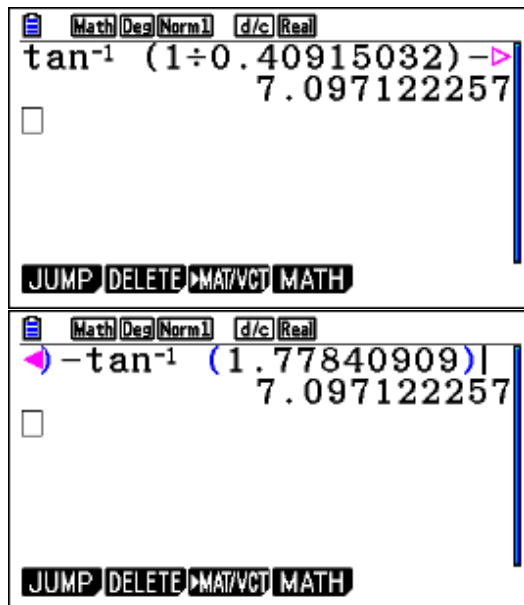 Math Deg Norm1 d/c Real
tan⁻¹ (1÷0.40915032)−▷
7.097122257
JUMP DELETE ▶MAT/VCT MATH
Math Deg Norm1 d/c Real
◀)−tan⁻¹ (1.77840909)
7.097122257
JUMP DELETE ▶MAT/VCT MATH